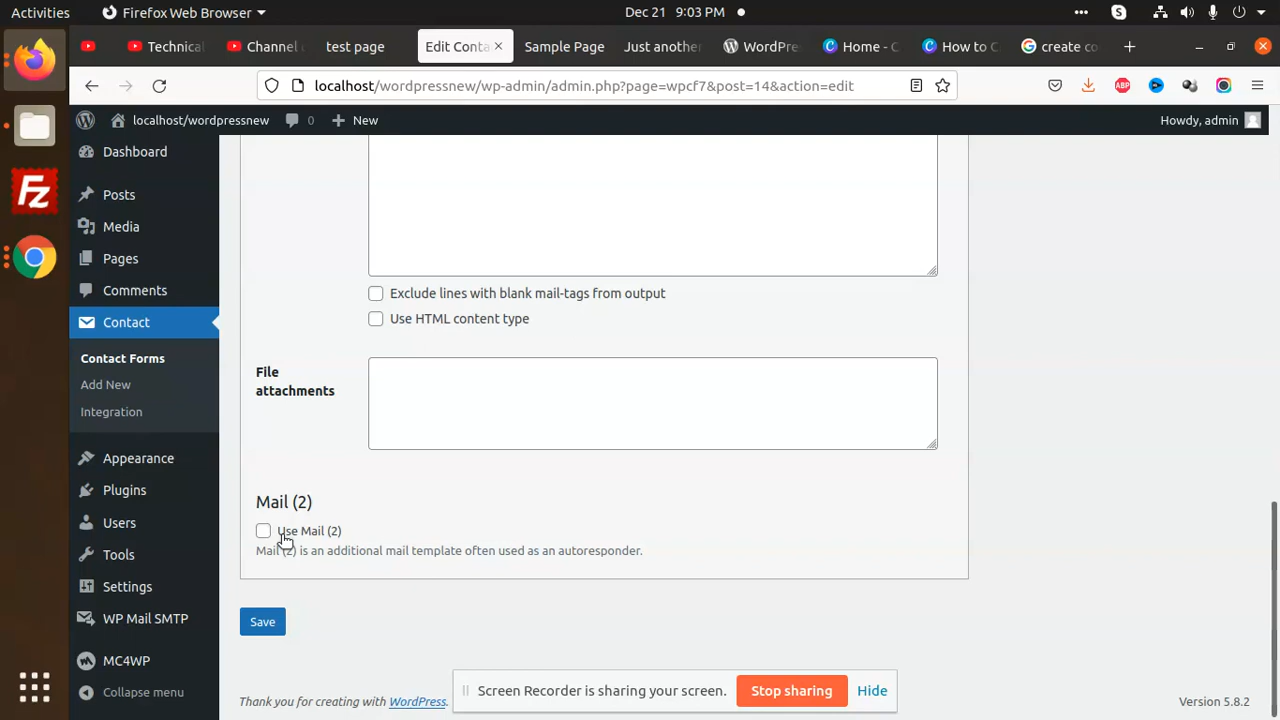 Activities
Firefox Web Browser
Dec 21 9:03 PM
Technical
Channel
test page
Edit Conta
Sample Page
Just another
WordPre
Home - C
How to C
create co
localhost/wordpressnew/wp-admin/admin.php?page=wpcf7&post=14&action=edit
ABP
localhost/wordpressnew
0
New
Howdy, admin
Dashboard
Posts
Media
Pages
Comments
Contact
Contact Forms
Add New
Integration
Appearance
Plugins
Users
Tools
Settings
WP Mail SMTP
MC4WP
Collapse menu
Exclude lines with blank mail-tags from output
Use HTML content type
File
attachments
Mail (2)
Use Mail (2)
Mail (2) is an additional mail template often used as an autoresponder.
Save
Screen Recorder is sharing your screen.
Stop sharing
Hide
Thank you for creating with WordPress.
Version 5.8.2